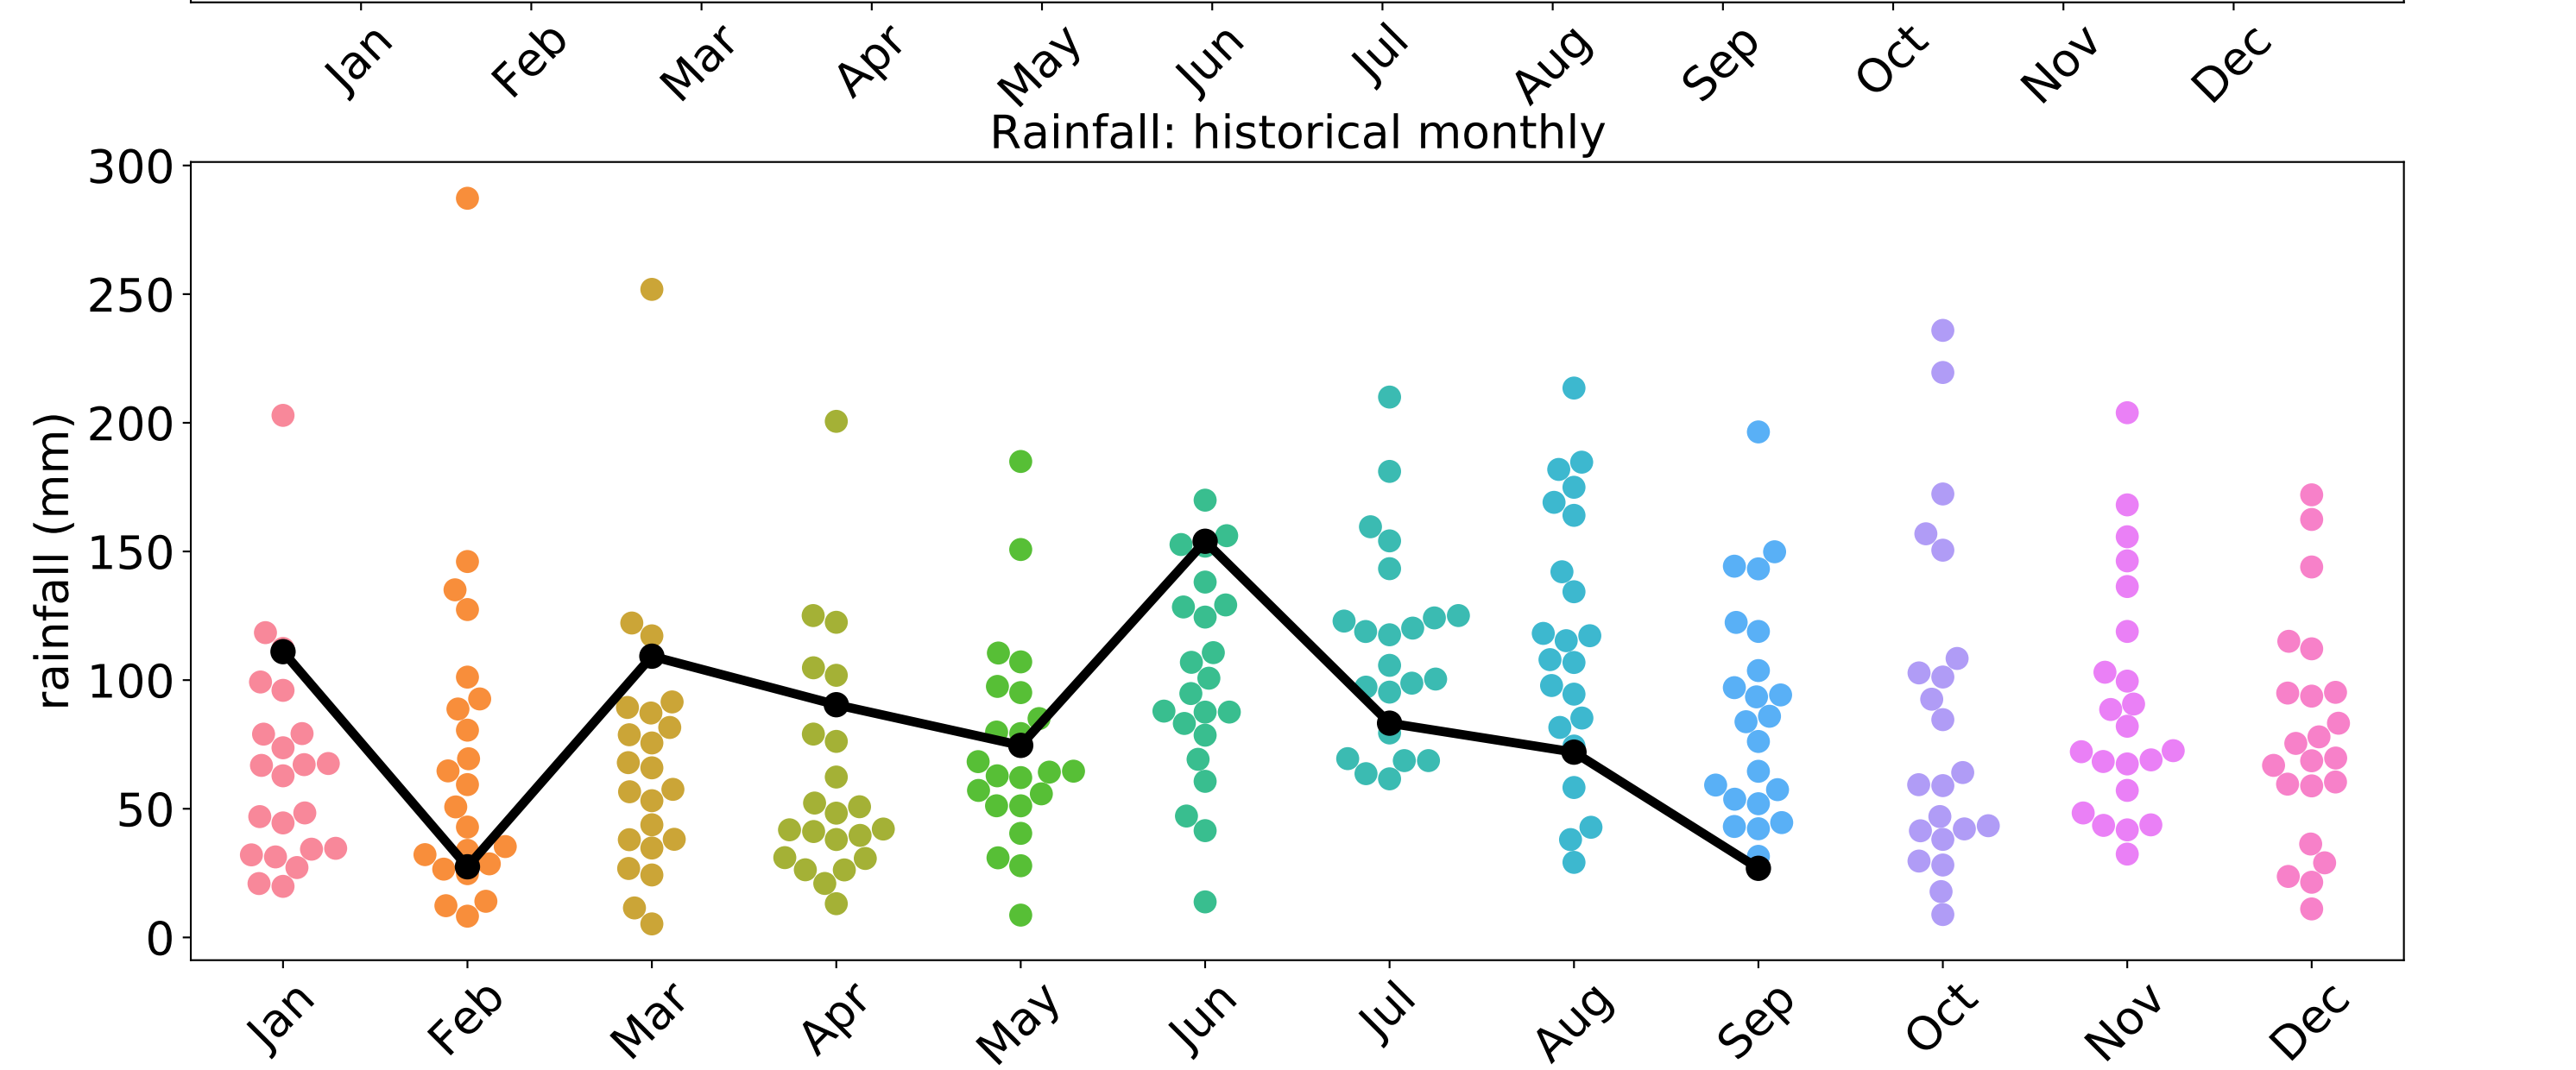 Jan Feb Mar Apr May Jun Jul Aug Sep Oct Nov Dec
Rainfall: historical monthly
300
250
200
150
100
50
0
rainfall (mm)
Jan Feb Mar Apr May Jun Jul Aug Sep Oct Nov Dec